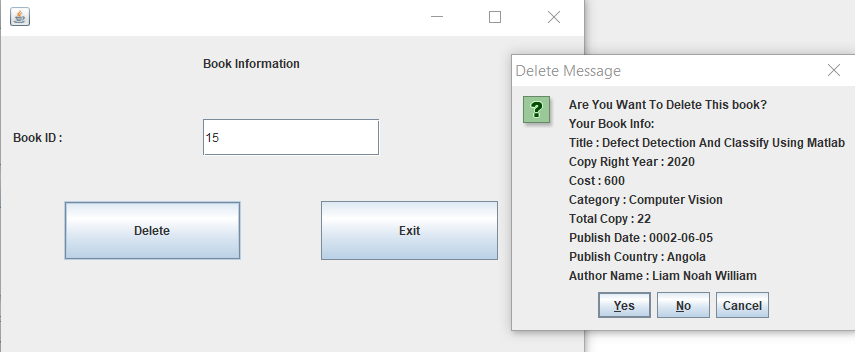 Book Information
Book ID :
15
Delete
Exit
Delete Message
?
Are You Want To Delete This book?
Your Book Info:
Title : Defect Detection And Classify Using Matlab
Copy Right Year : 2020
Cost : 600
Category : Computer Vision
Total Copy : 22
Publish Date : 0002-06-05
Publish Country : Angola
Author Name : Liam Noah William
Yes
No
Cancel